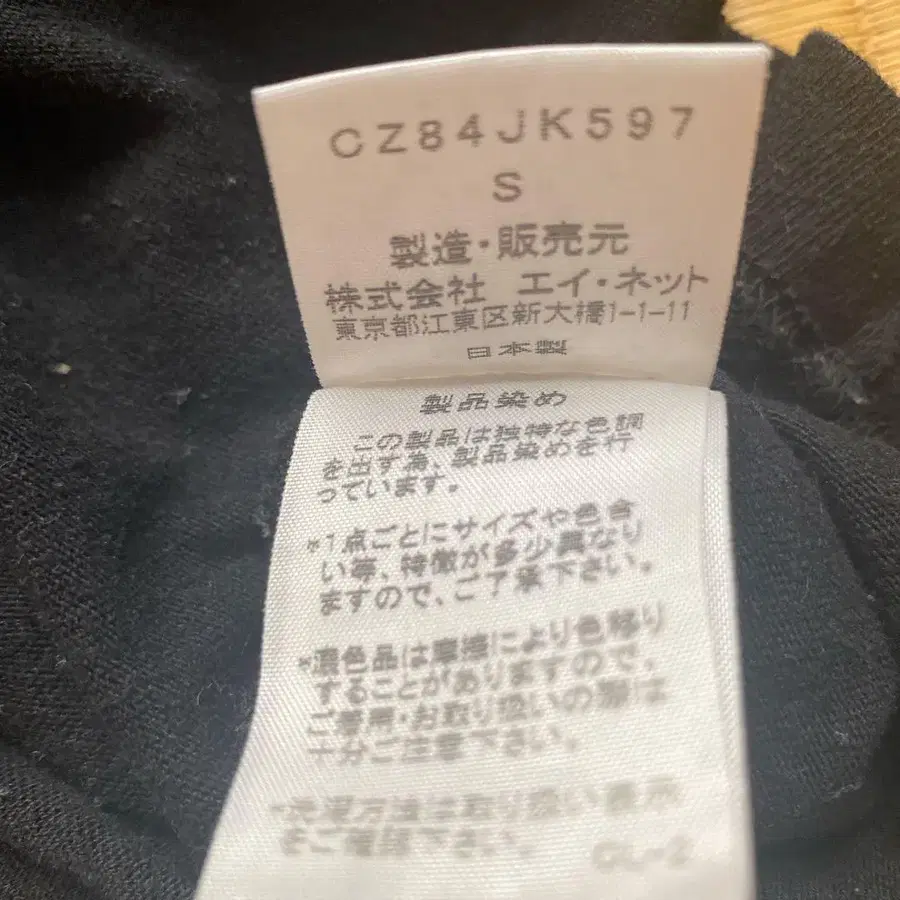 CZ84JK597
S
製造・販売元
株式会社 エイ・ネット
東京都江東区新大橋1-1-11
日本製
製品染め
この製品は独特な色調
を出す為、製品染めを行
っています。
*1点ごとにサイズや色合
い等、特徴が多少異なり
ますので、ご了承下さい。
*濃色品は摩擦により色移り
することがありますので、
ご着用・お取り扱いの際は
十分ご注意下さい。
取り扱い表示
をご確認下さい。